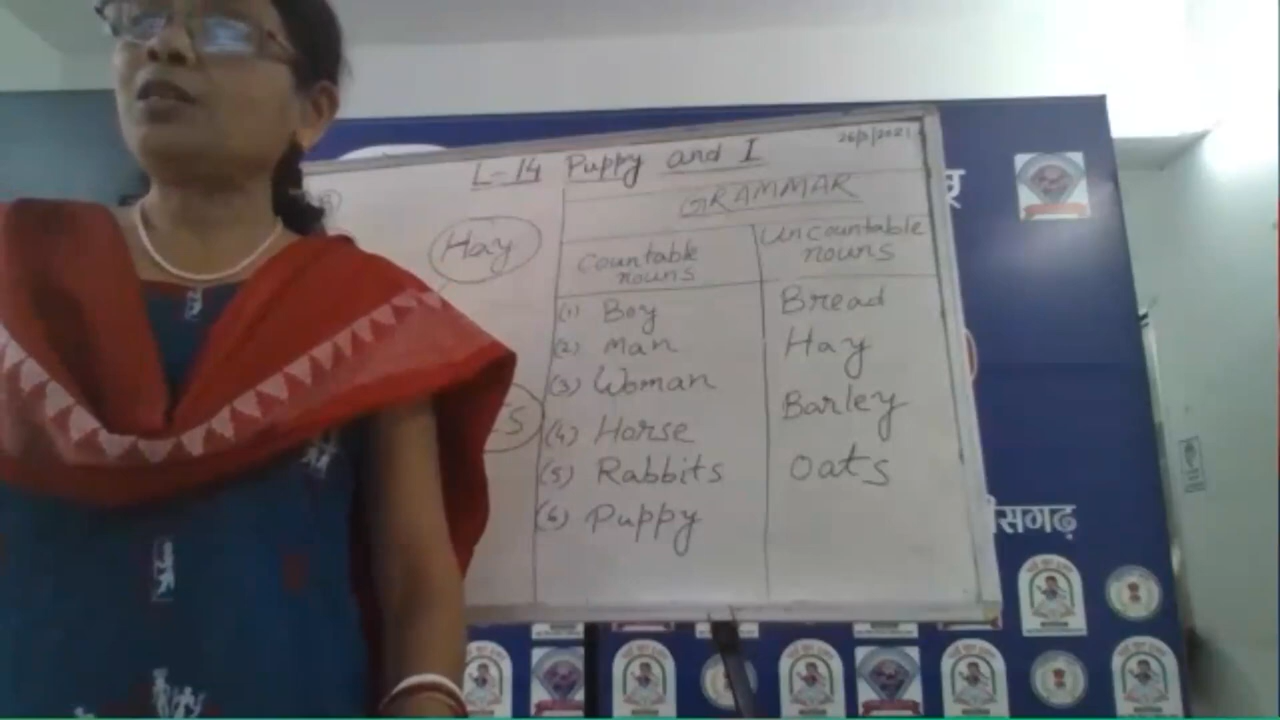 26/3/2021
L-14 Puppy and I
GRAMMAR
Hay
Countable nouns
Uncountable nouns
(1) Boy
Bread
(2) Man
Hay
(3) Woman
Barley
(4) Horse
Oats
(5) Rabbits
(6) Puppy